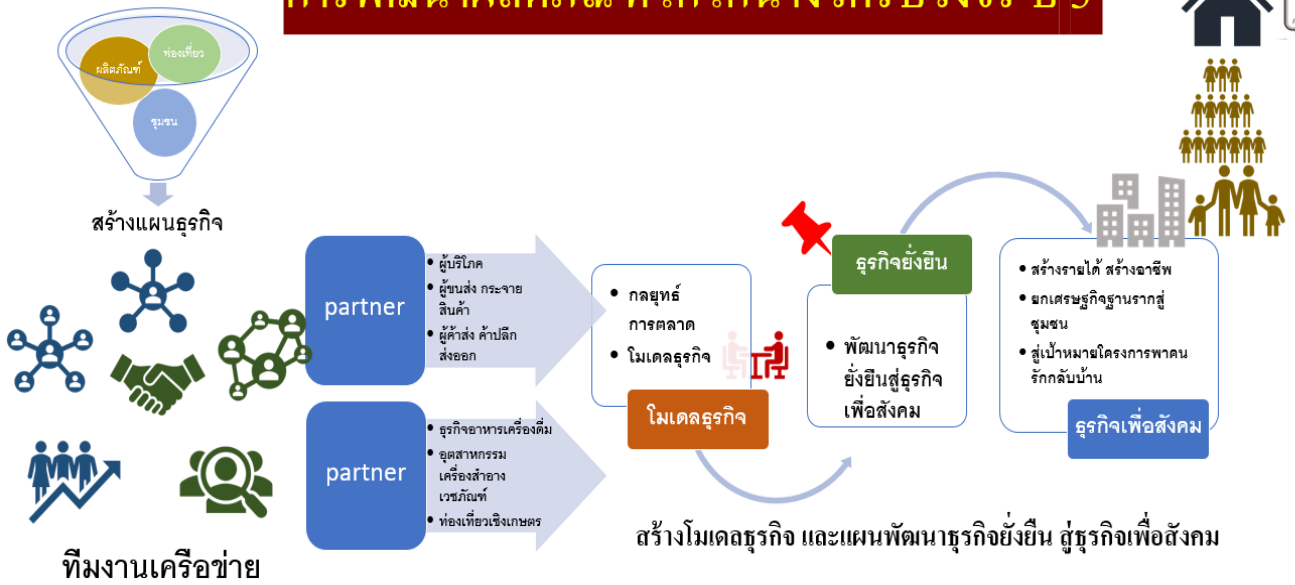 ท่องเที่ยว
ผลิตภัณฑ์
ชุมชน
สร้างแผนธุรกิจ
partner
• ผู้บริโภค
• ผู้ขนส่ง กระจาย
สินค้า
• ผู้ค้าส่ง ค้าปลีก
ส่งออก
partner
• ธุรกิจอาหารเครื่องดื่ม
• อุตสาหกรรม
เครื่องสำอาง
เวชภัณฑ์
• ท่องเที่ยวเชิงเกษตร
ทีมงานเครือข่าย
• กลยุทธ์
การตลาด
• โมเดลธุรกิจ
โมเดลธุรกิจ
ธุรกิจยั่งยืน
• พัฒนาธุรกิจ
ยั่งยืนสู่ธุรกิจ
เพื่อสังคม
• สร้างรายได้ สร้างอาชีพ
• ยกเศรษฐกิจฐานรากสู่
ชุมชน
• สู่เป้าหมายโครงการพาคน
รักกลับบ้าน
ธุรกิจเพื่อสังคม
สร้างโมเดลธุรกิจ และแผนพัฒนาธุรกิจยั่งยืน สู่ธุรกิจเพื่อสังคม